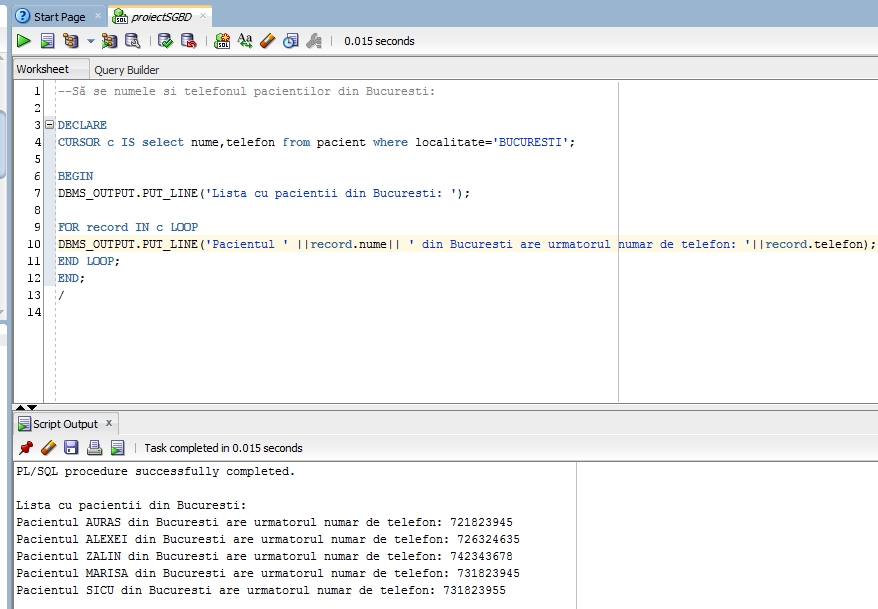 Start Page
proiectSGBD
0.015 seconds
Worksheet Query Builder
1 --Să se numele si telefonul pacientilor din Bucuresti:
2
3 DECLARE
4 CURSOR c IS select nume,telefon from pacient where localitate='BUCURESTI';
5
6 BEGIN
7 DBMS_OUTPUT.PUT_LINE('Lista cu pacientii din Bucuresti: ');
8
9 FOR record IN c LOOP
10 DBMS_OUTPUT.PUT_LINE('Pacientul ' ||record.nume|| ' din Bucuresti are urmatorul numar de telefon: '||record.telefon);
11 END LOOP;
12 END;
13 /
14
Script Output
Task completed in 0.015 seconds
PL/SQL procedure successfully completed.
Lista cu pacientii din Bucuresti:
Pacientul AURAS din Bucuresti are urmatorul numar de telefon: 721823945
Pacientul ALEXEI din Bucuresti are urmatorul numar de telefon: 726324635
Pacientul ZALIN din Bucuresti are urmatorul numar de telefon: 742343678
Pacientul MARISA din Bucuresti are urmatorul numar de telefon: 731823945
Pacientul SICU din Bucuresti are urmatorul numar de telefon: 731823955